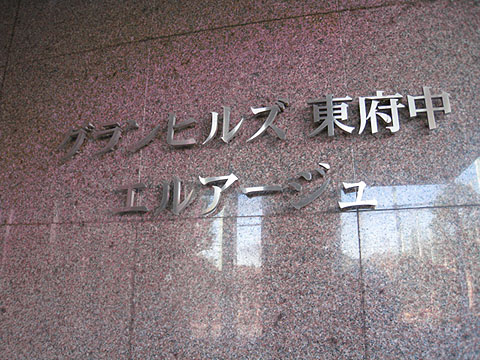 グランヒルズ 東府中
エルアージュ